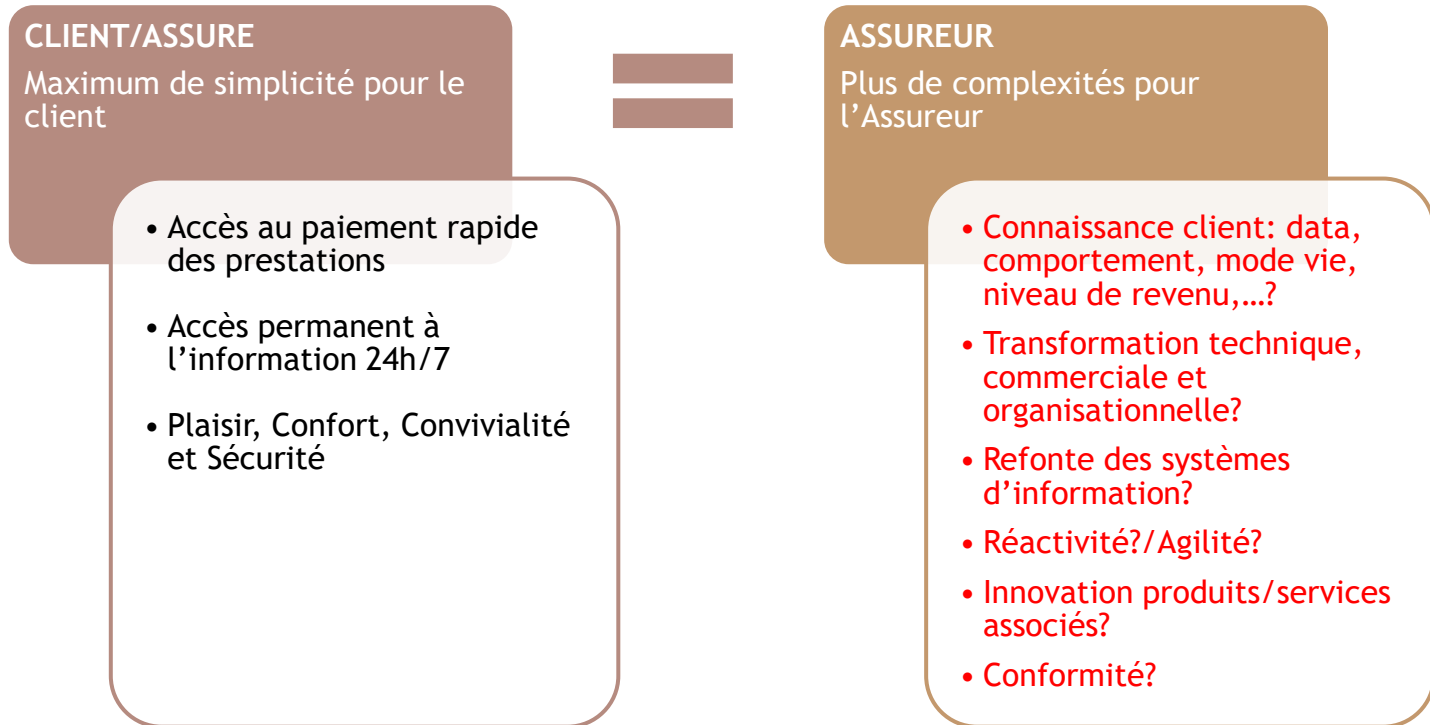 CLIENT/ASSURE
Maximum de simplicité pour le
client
• Accès au paiement rapide
des prestations
• Accès permanent à
l’information 24h/7
• Plaisir, Confort, Convivialité
et Sécurité
ASSUREUR
Plus de complexités pour
l’Assureur
• Connaissance client: data,
comportement, mode vie,
niveau de revenu,…?
• Transformation technique,
commerciale et
organisationnelle?
• Refonte des systèmes
d’information?
• Réactivité?/Agilité?
• Innovation produits/services
associés?
• Conformité?